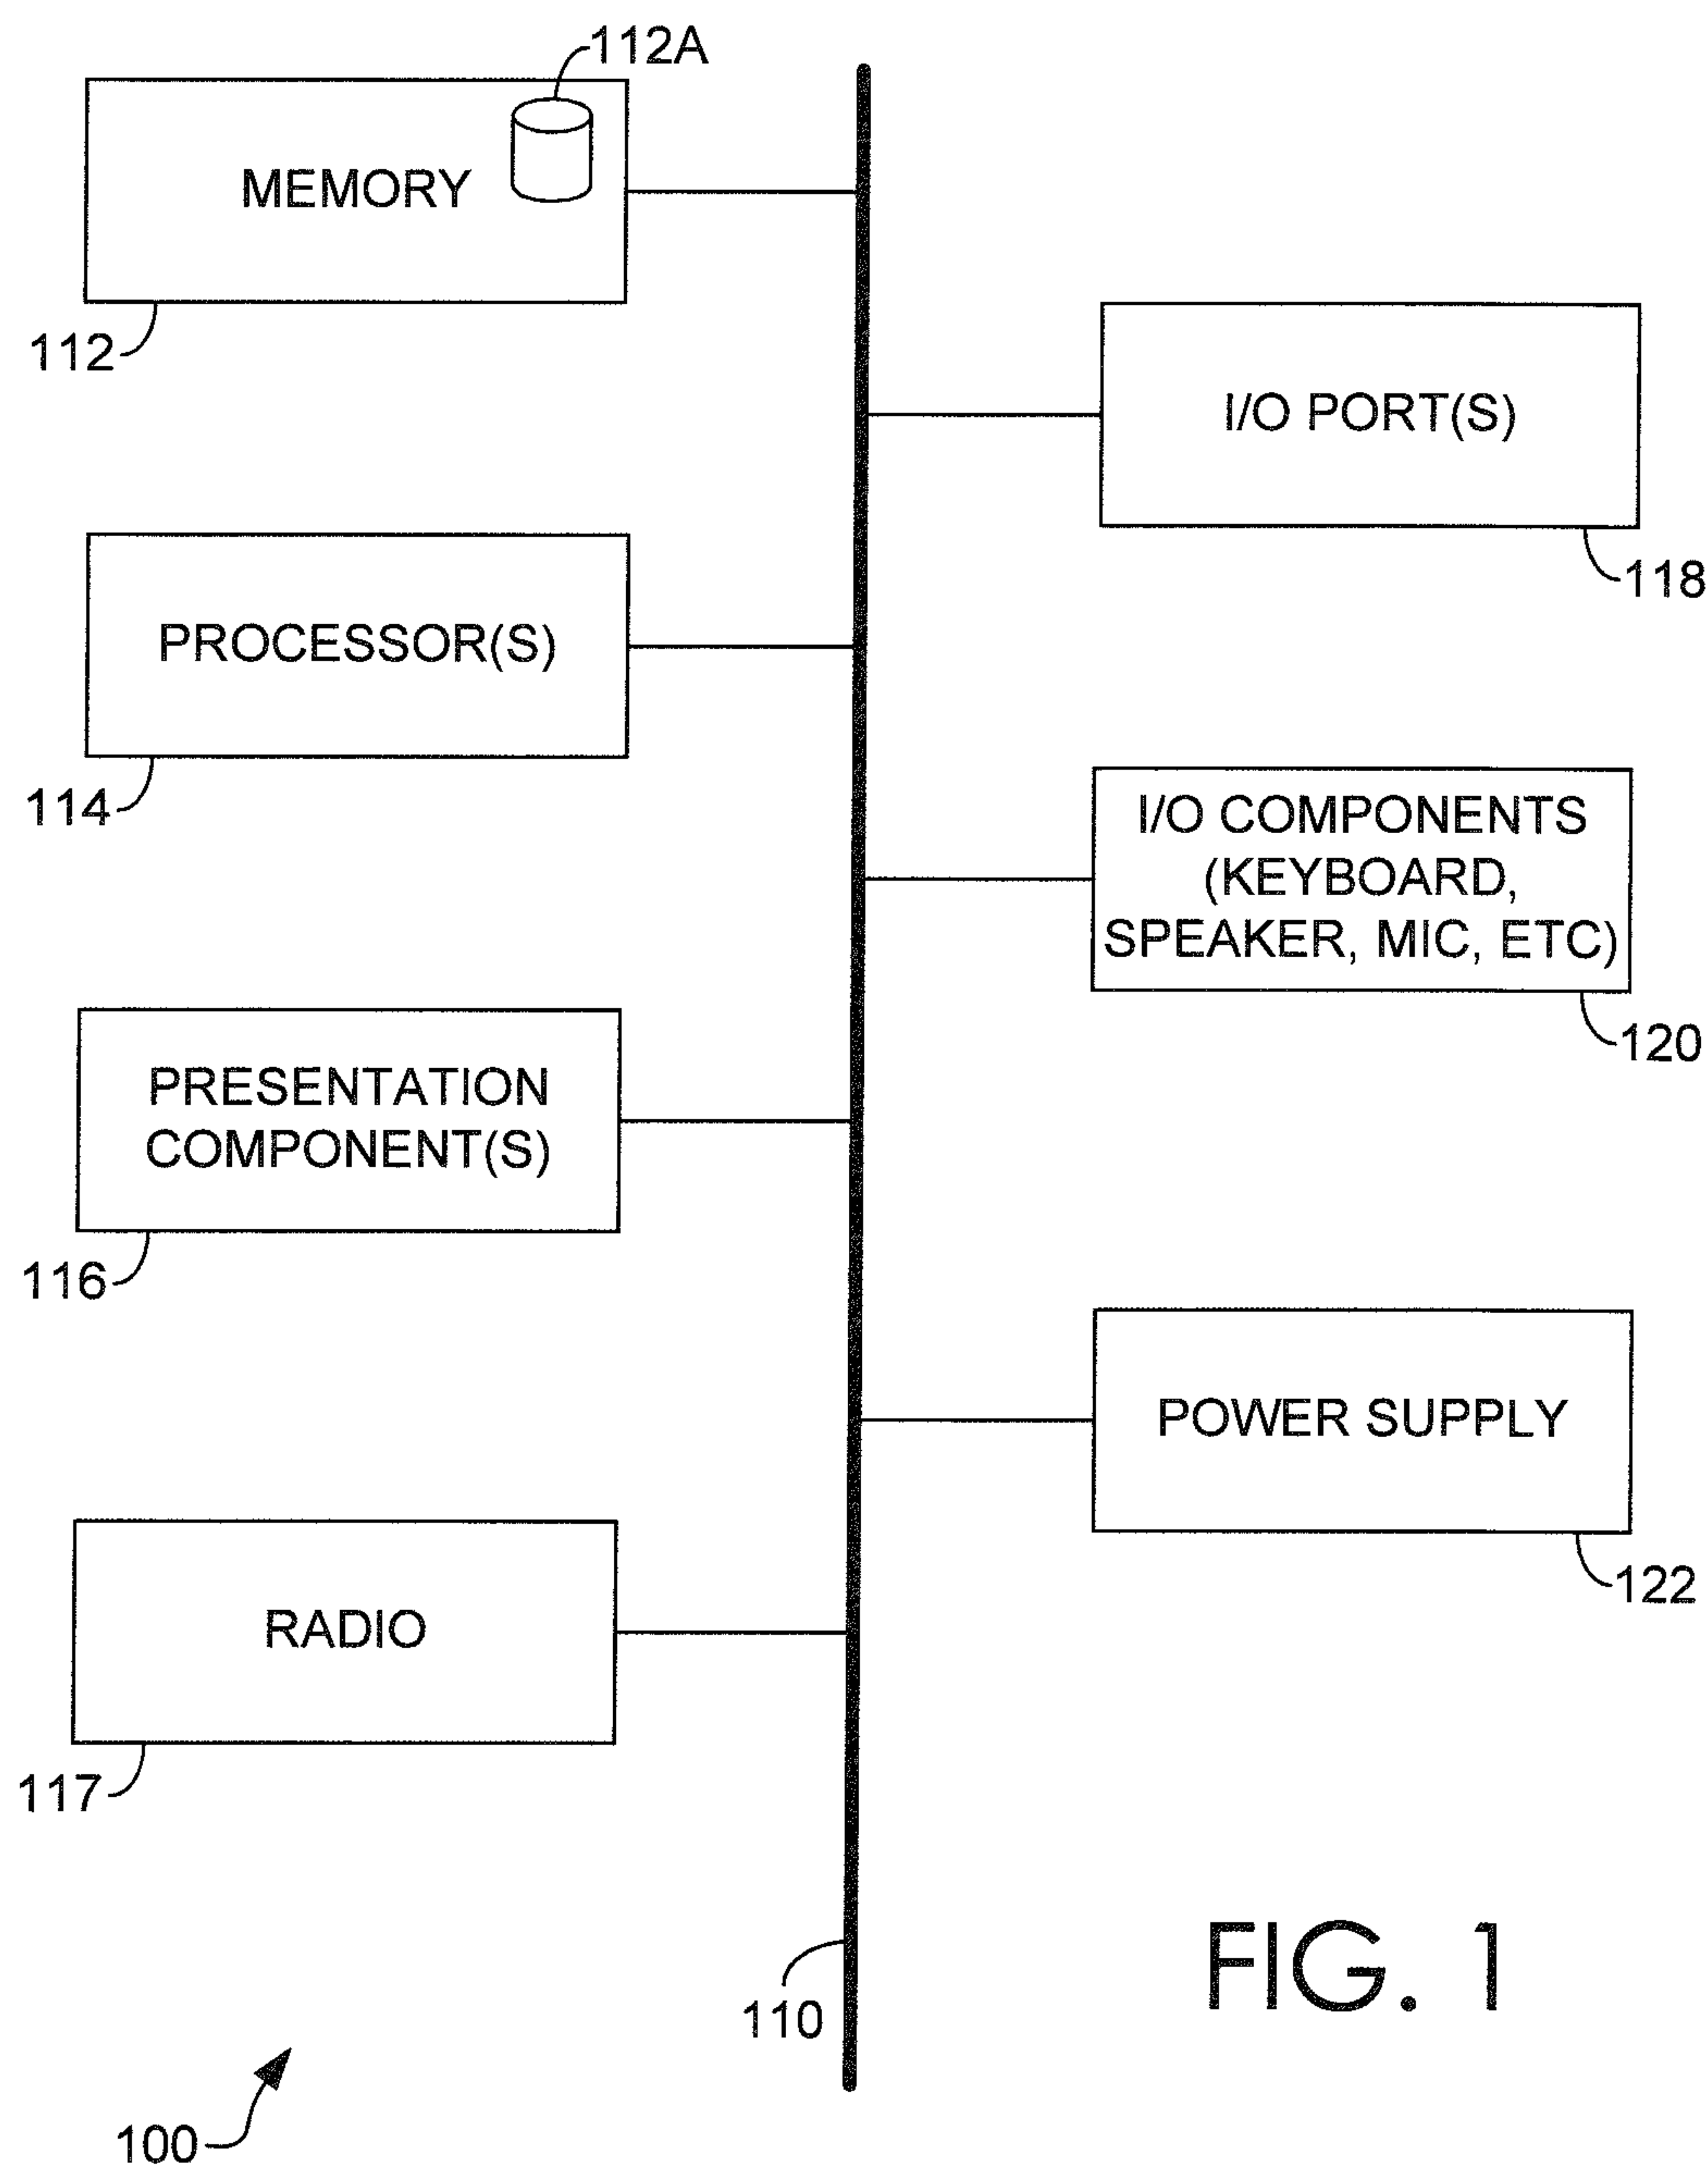 112A
MEMORY
112
I/O PORT(S)
118
PROCESSOR(S)
114
I/O COMPONENTS
(KEYBOARD,
SPEAKER, MIC, ETC)
120
PRESENTATION
COMPONENT(S)
116
POWER SUPPLY
122
RADIO
117
110
FIG. 1
100